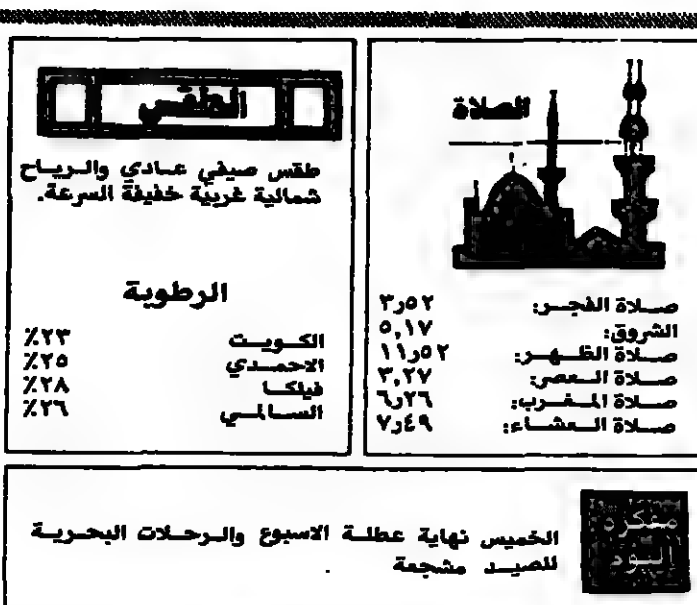 الصلاة
صلاة الفجر: ٣٫٥٢
الشروق: ٥,١٧
صلاة الظهر: ١١٫٥٢
صلاة العصر: ٣,٢٧
صلاة المغرب: ٦٫٢٦
صلاة العشاء: ٧٫٤٩
الطقس
طقس صيفي عادي والرياح
شمالية غربية خفيفة السرعة.
الرطوبة
الكويت ٢٣٪
الاحمدي ٢٥٪
فيلكا ٢٨٪
السالمي ٢٦٪
مفكرة
اليوم
الخميس نهاية عطلة الاسبوع والرحلات البحرية
للصيد مشجعة